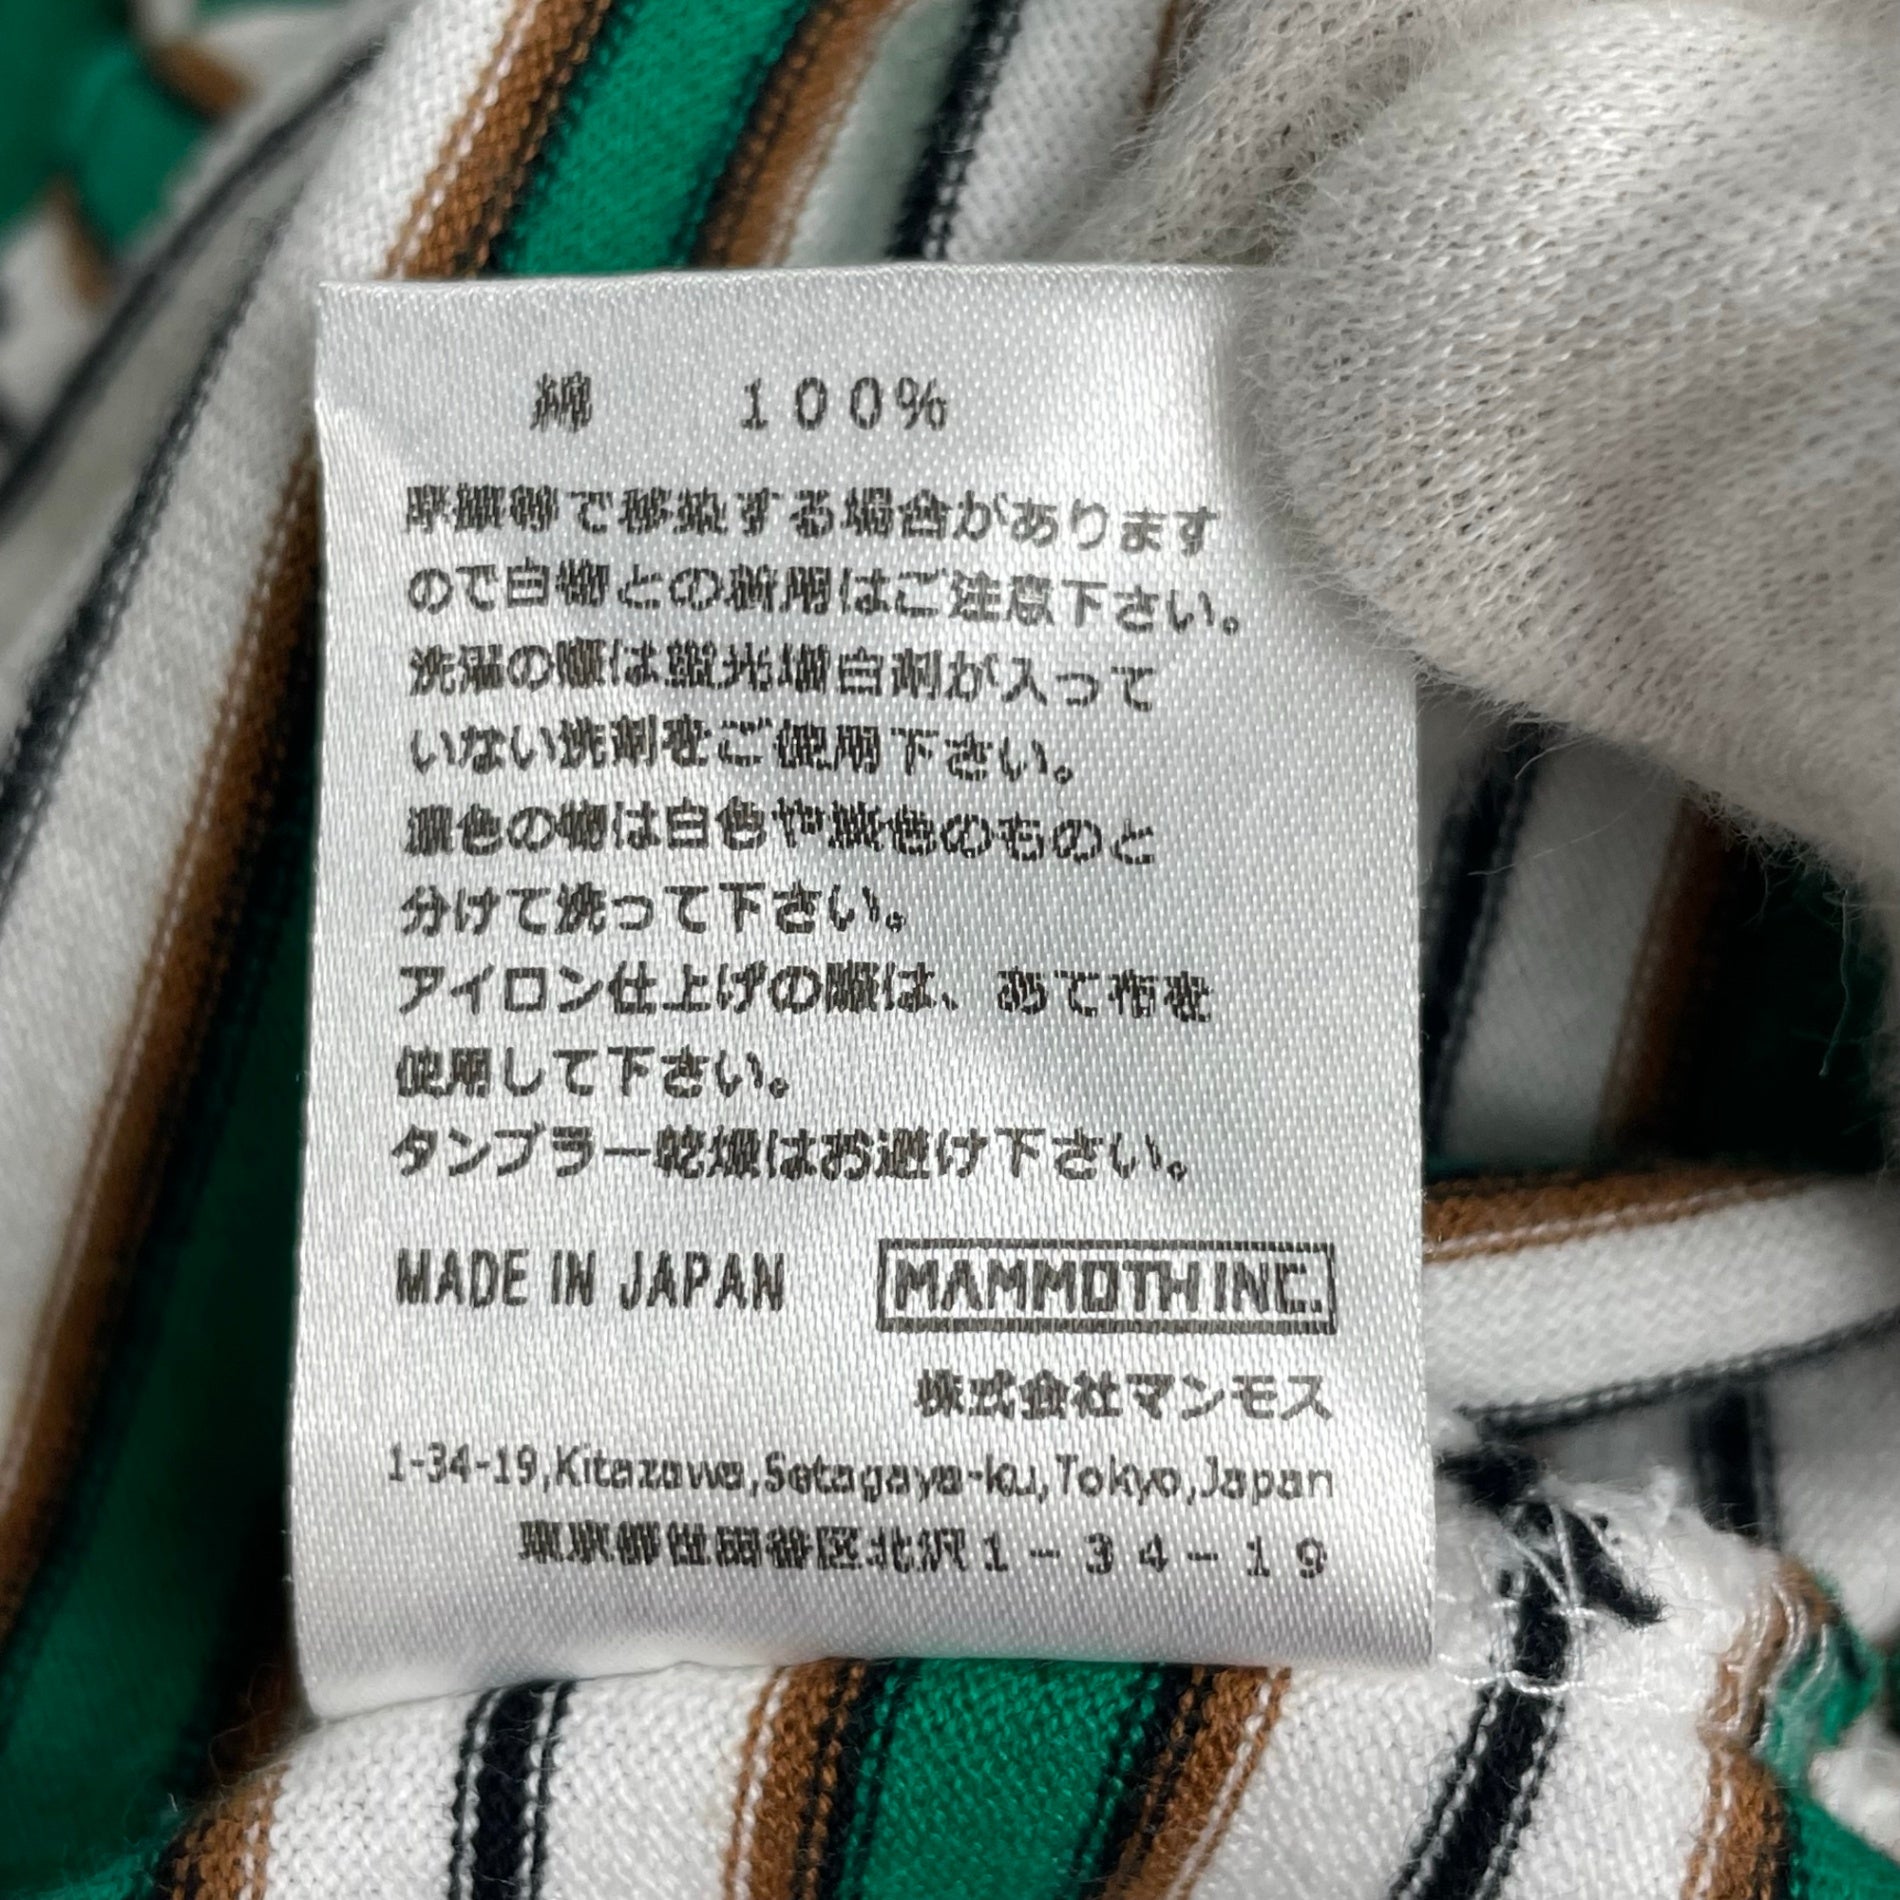 綿 100%
摩擦等で移染する場合があります
ので白物との着用はご注意下さい。
洗濯の際は蛍光増白剤が入って
いない洗剤をご使用下さい。
濃色の物は白色や淡色のものと
分けて洗って下さい。
アイロン仕上げの際は、あて布を
使用して下さい。
タンブラー乾燥はお避け下さい。
MADE IN JAPAN MAMMOTH INC.
株式会社マンモス
1-34-19,Kitazawa,Setagaya-ku,Tokyo,Japan
東京都世田谷区北沢1-34-19